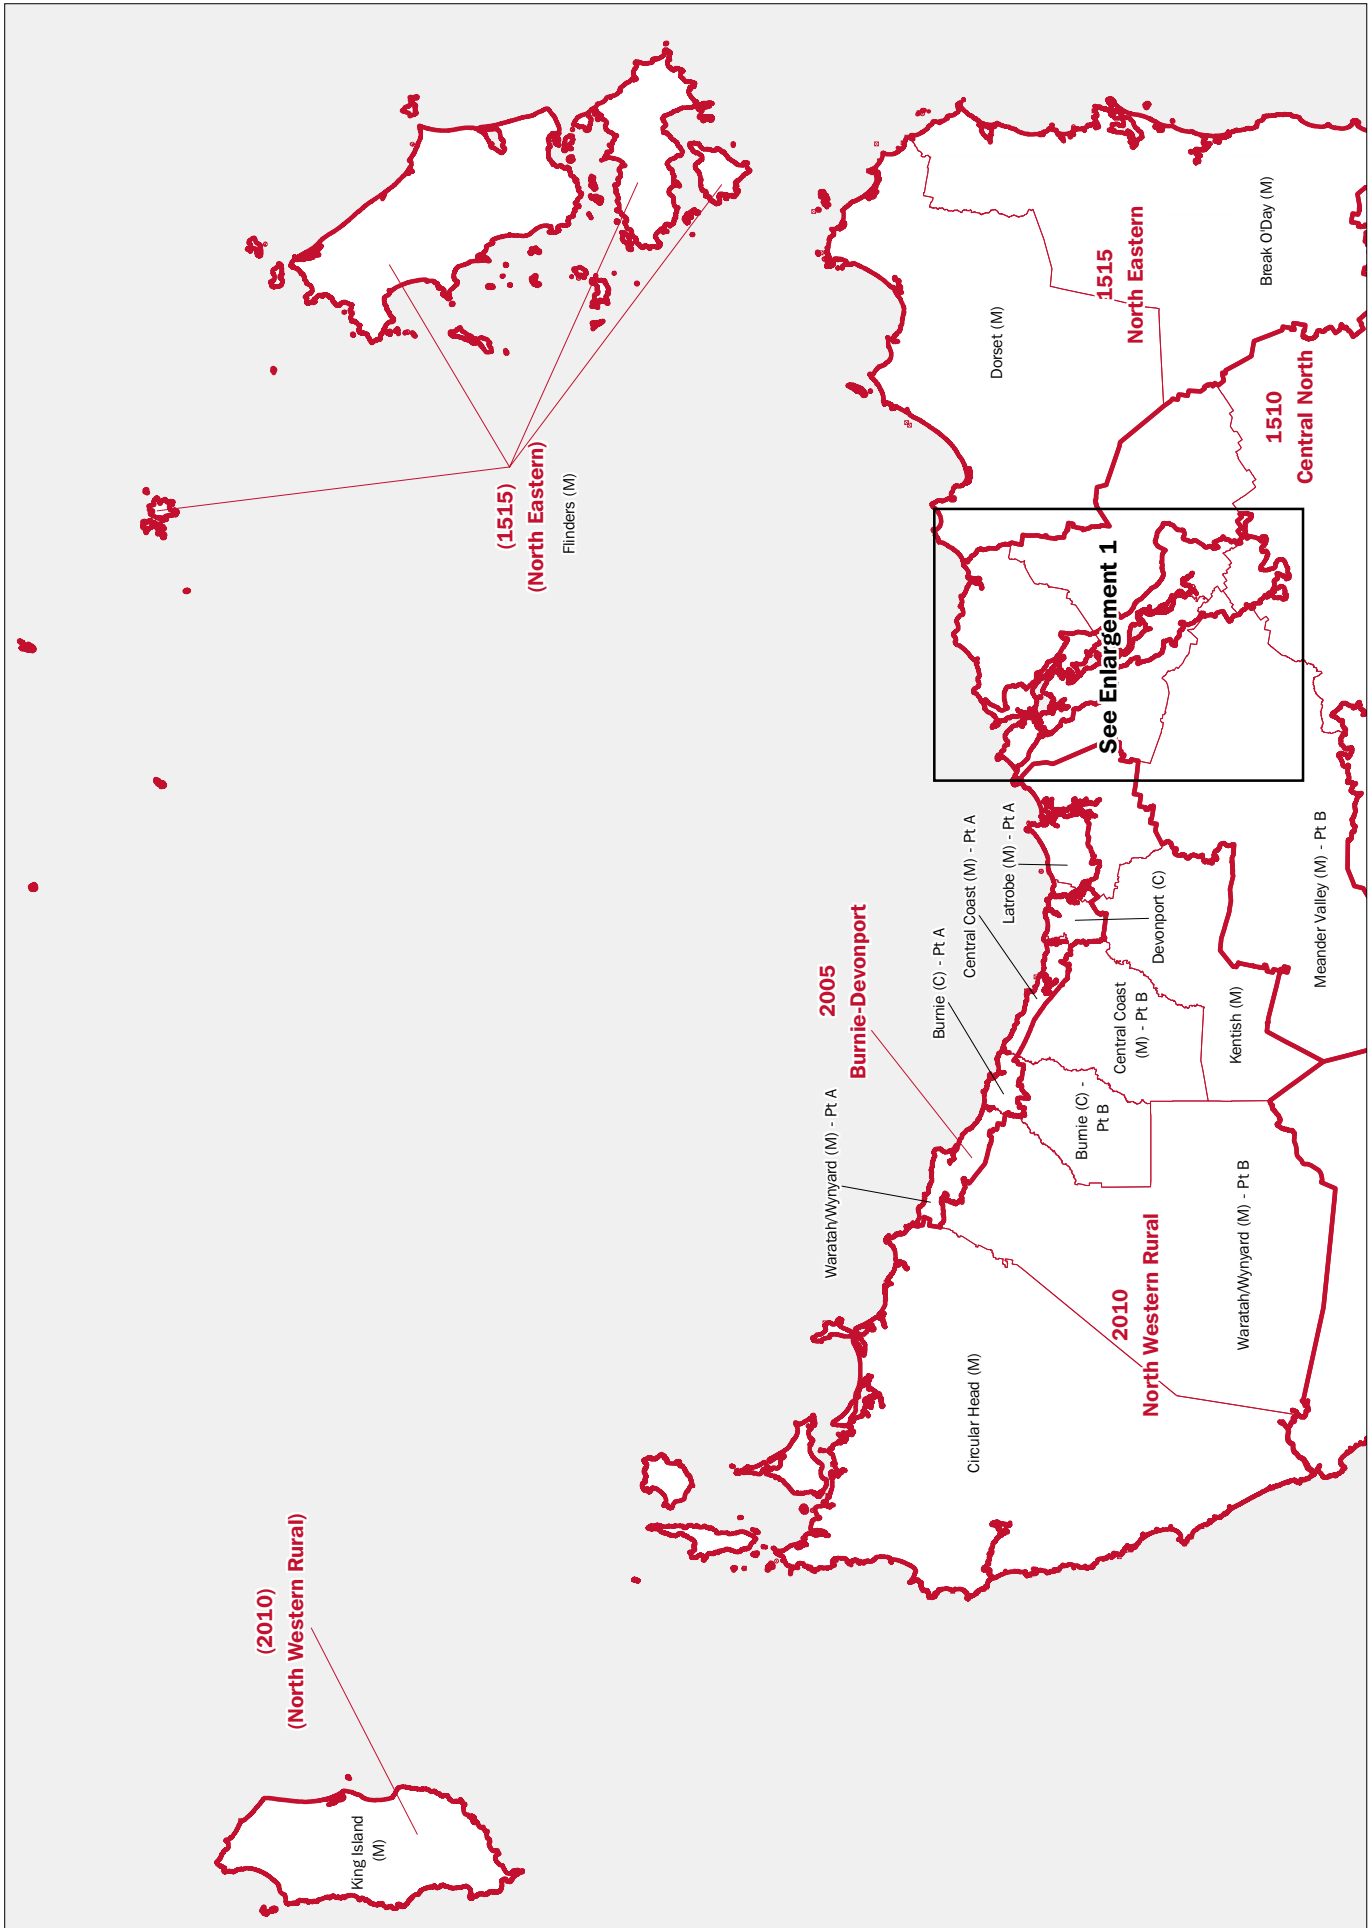 (2010)
(North Western Rural)
King Island
(M)
(1515)
(North Eastern)
Flinders (M)
2005
Burnie-Devonport
Waratah/Wynyard (M) - Pt A
Burnie (C) - Pt A
Central Coast (M) - Pt A
Latrobe (M) - Pt A
Circular Head (M)
2010
North Western Rural
Waratah/Wynyard (M) - Pt B
Burnie (C) -
Pt B
Central Coast
(M) - Pt B
Devonport (C)
Kentish (M)
Meander Valley (M) - Pt B
See Enlargement 1
Dorset (M)
1515
North Eastern
Break O'Day (M)
1510
Central North